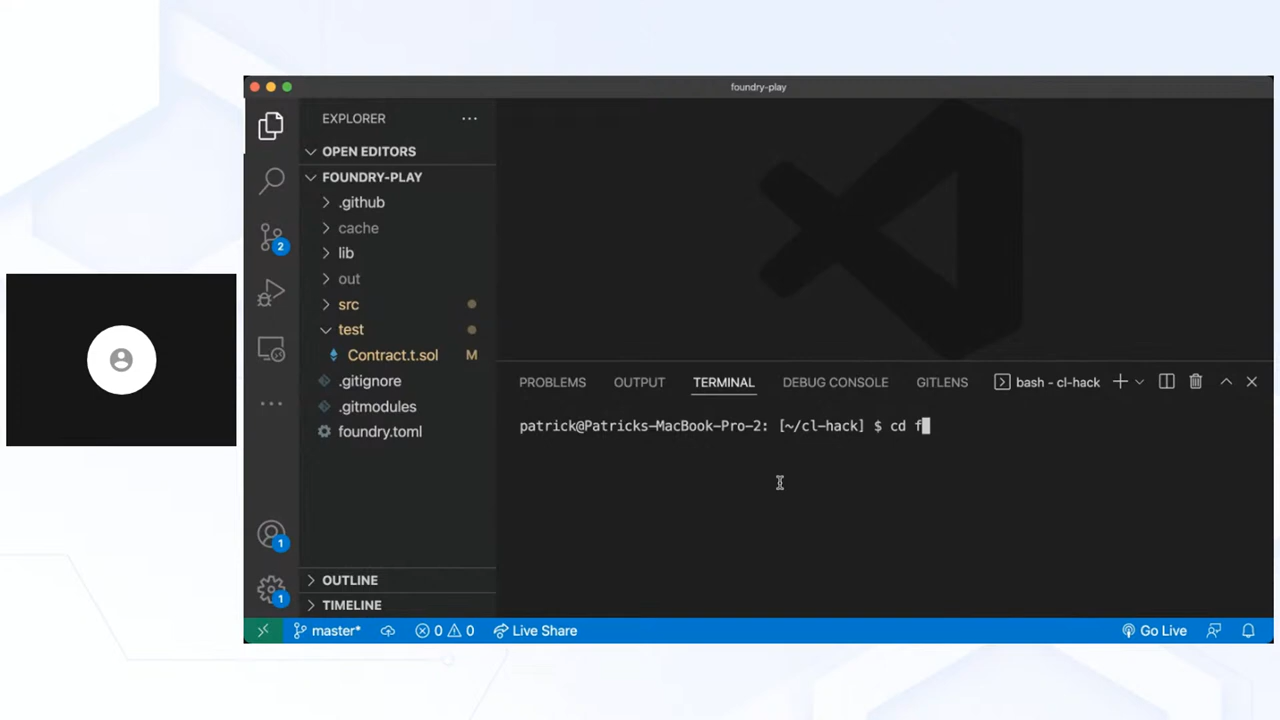 foundry-play
EXPLORER
OPEN EDITORS
FOUNDRY-PLAY
.github
cache
lib
out
src
test
Contract.t.sol M
.gitignore
.gitmodules
foundry.toml
OUTLINE
TIMELINE
2
1
1
PROBLEMS OUTPUT TERMINAL DEBUG CONSOLE GITLENS bash - cl-hack
patrick@Patricks-MacBook-Pro-2: [~/cl-hack] $ cd f
master* 0 0 Live Share Go Live